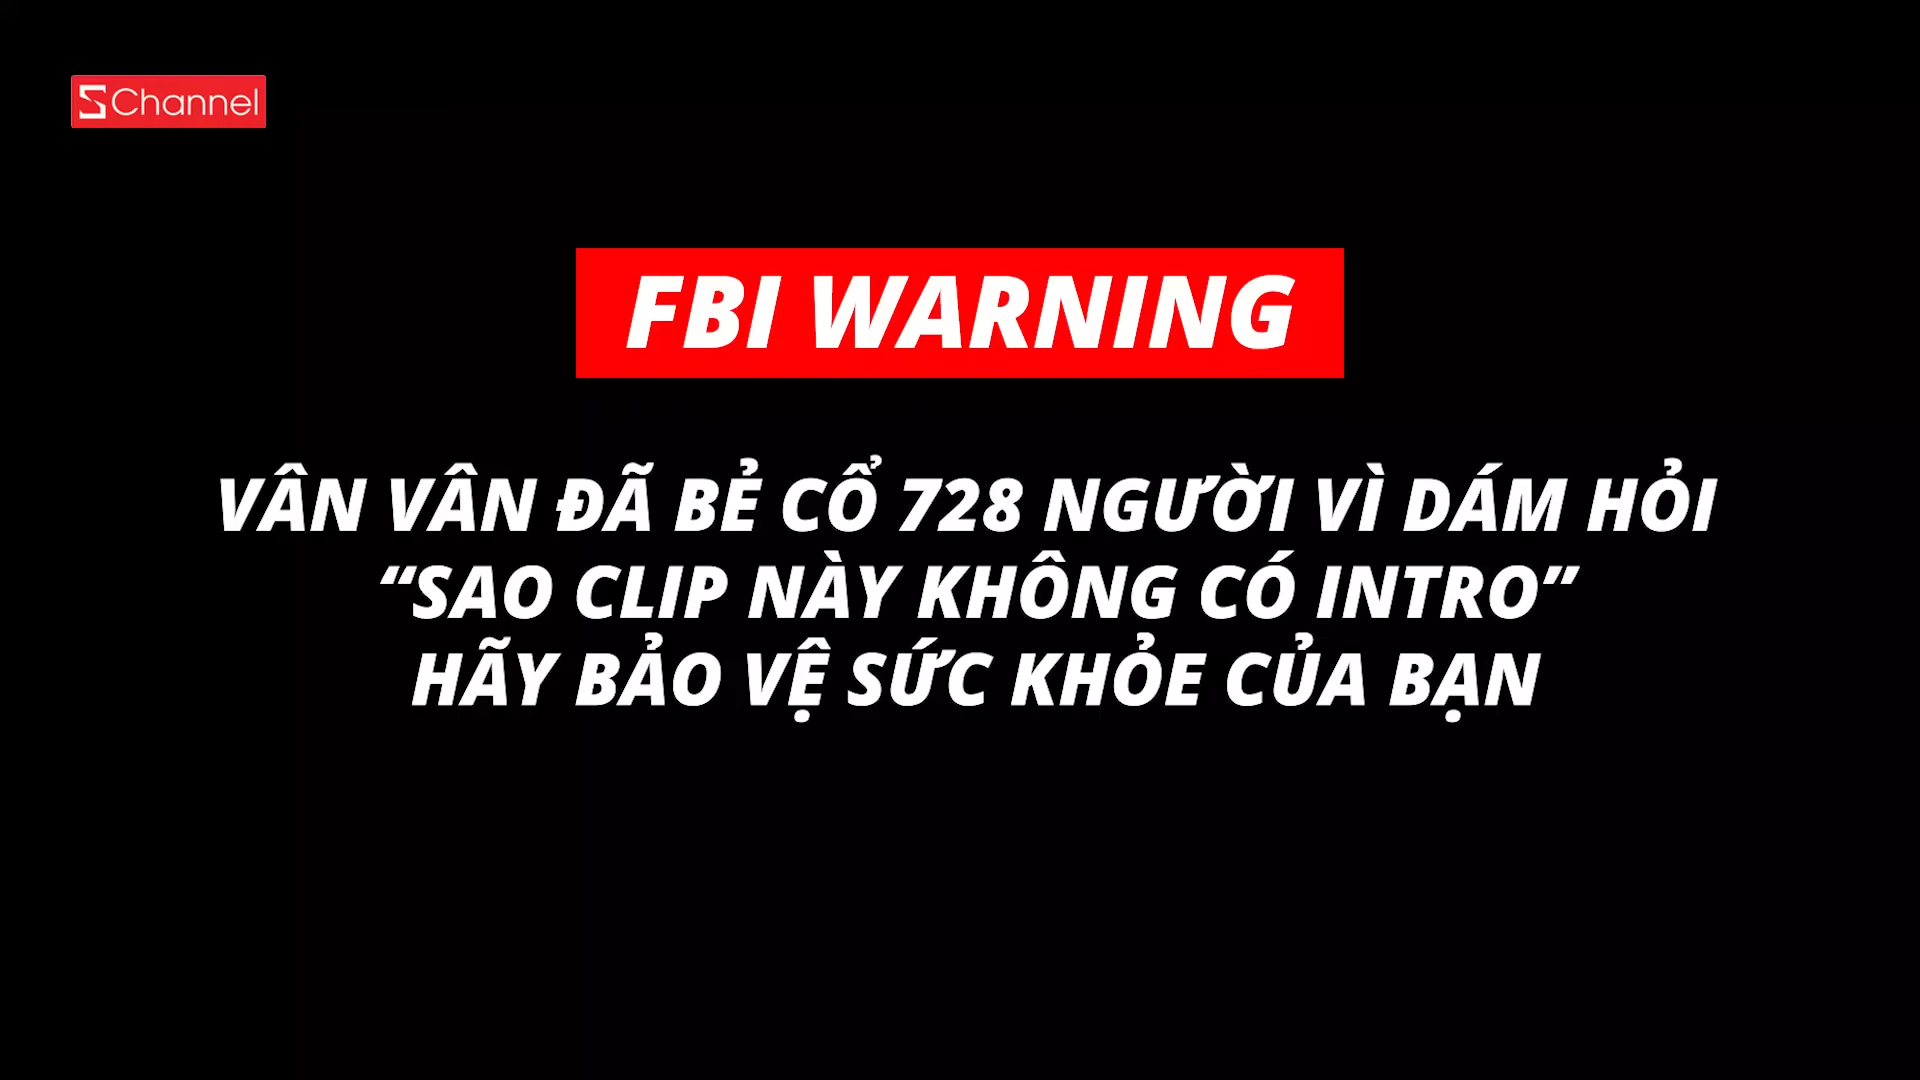 SChannel
FBI WARNING
VÂN VÂN ĐÃ BẺ CỔ 728 NGƯỜI VÌ DÁM HỎI
“SAO CLIP NÀY KHÔNG CÓ INTRO”
HÃY BẢO VỆ SỨC KHỎE CỦA BẠN